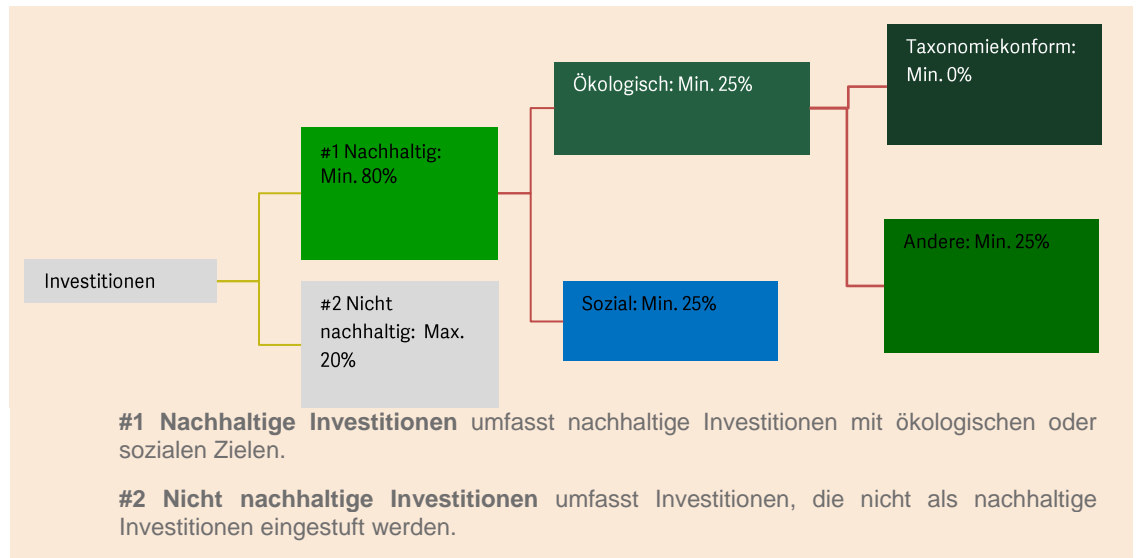 Taxonomiekonform:
Min. 0%
Ökologisch: Min. 25%
#1 Nachhaltig:
Min. 80%
Andere: Min. 25%
Investitionen
#2 Nicht
nachhaltig: Max.
20%
Sozial: Min. 25%
#1 Nachhaltige Investitionen umfasst nachhaltige Investitionen mit ökologischen oder
sozialen Zielen.
#2 Nicht nachhaltige Investitionen umfasst Investitionen, die nicht als nachhaltige
Investitionen eingestuft werden.